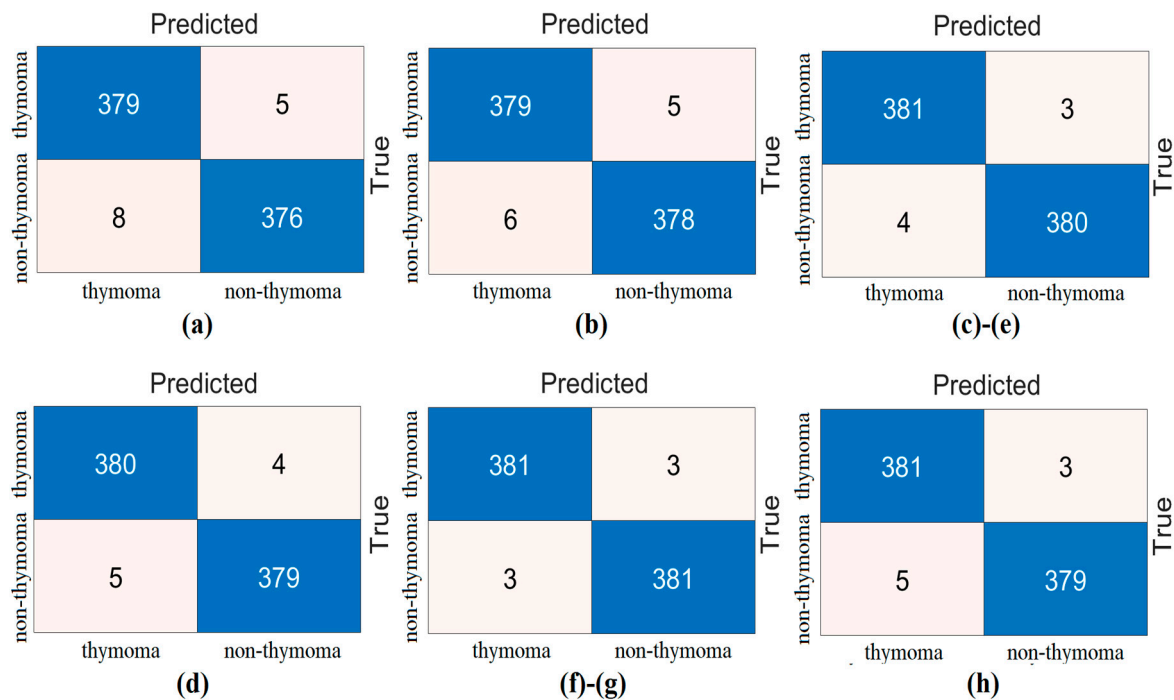 Predicted
thymoma
379
5
non-thymoma
8
376
True
thymoma
non-thymoma
(a)
Predicted
thymoma
379
5
non-thymoma
6
378
True
thymoma
non-thymoma
(b)
Predicted
thymoma
381
3
non-thymoma
4
380
True
thymoma
non-thymoma
(c)-(e)
Predicted
thymoma
380
4
non-thymoma
5
379
True
thymoma
non-thymoma
(d)
Predicted
thymoma
381
3
non-thymoma
3
381
True
thymoma
non-thymoma
(f)-(g)
Predicted
thymoma
381
3
non-thymoma
5
379
True
thymoma
non-thymoma
(h)